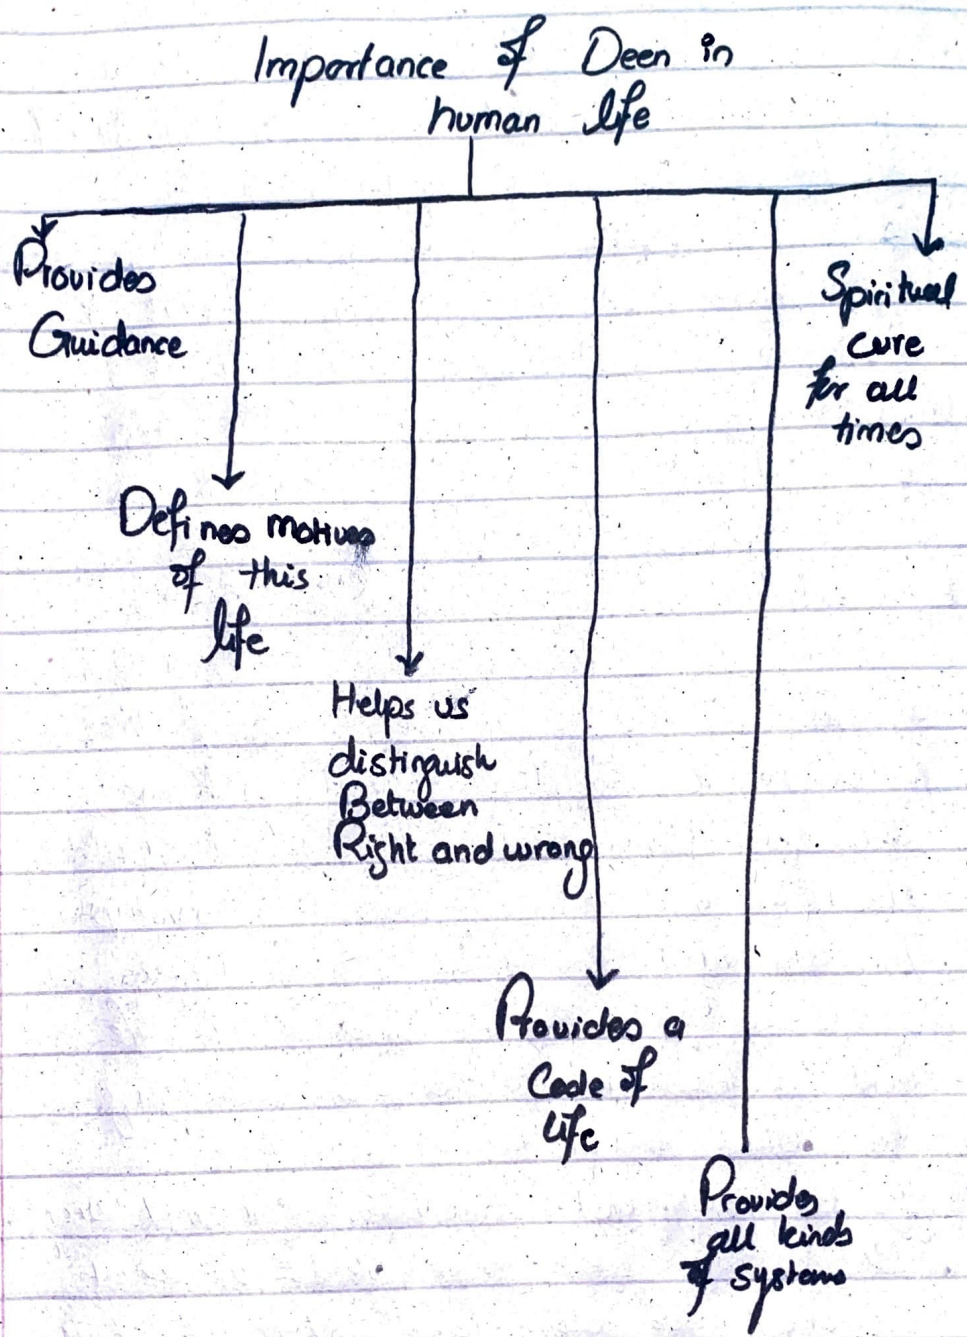 Importance of Deen in
human life
Provides
Guidance
Defines motives
of this
life
Helps us
distinguish
Between
Right and wrong
Provides a
Code of
life
Provides
all kinds
of systems
Spiritual
cure
for all
times